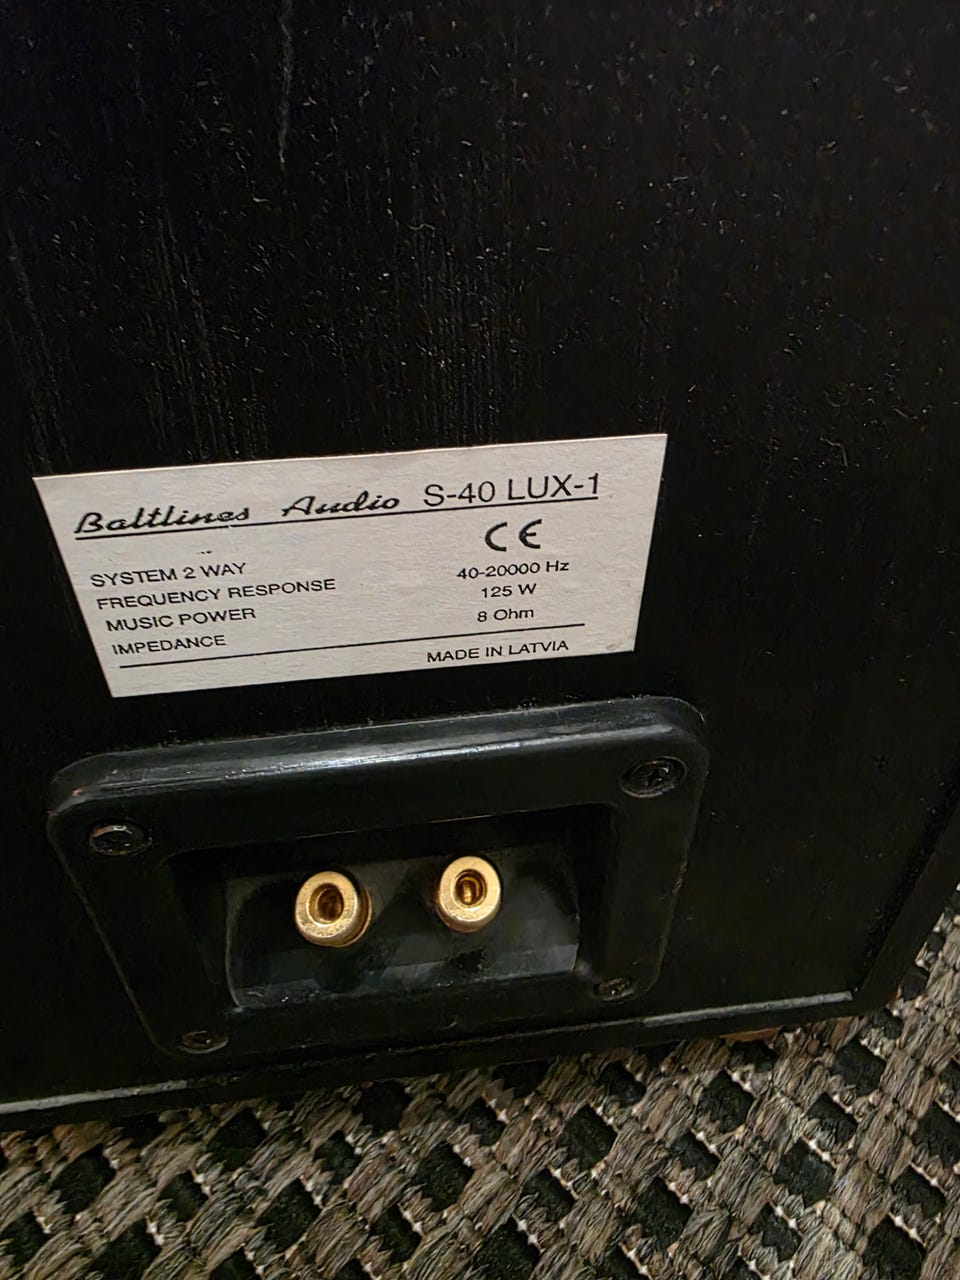 Baltlines Audio S-40 LUX-1
CE
SYSTEM 2 WAY
FREQUENCY RESPONSE 40-20000 Hz
MUSIC POWER 125 W
IMPEDANCE 8 Ohm
MADE IN LATVIA